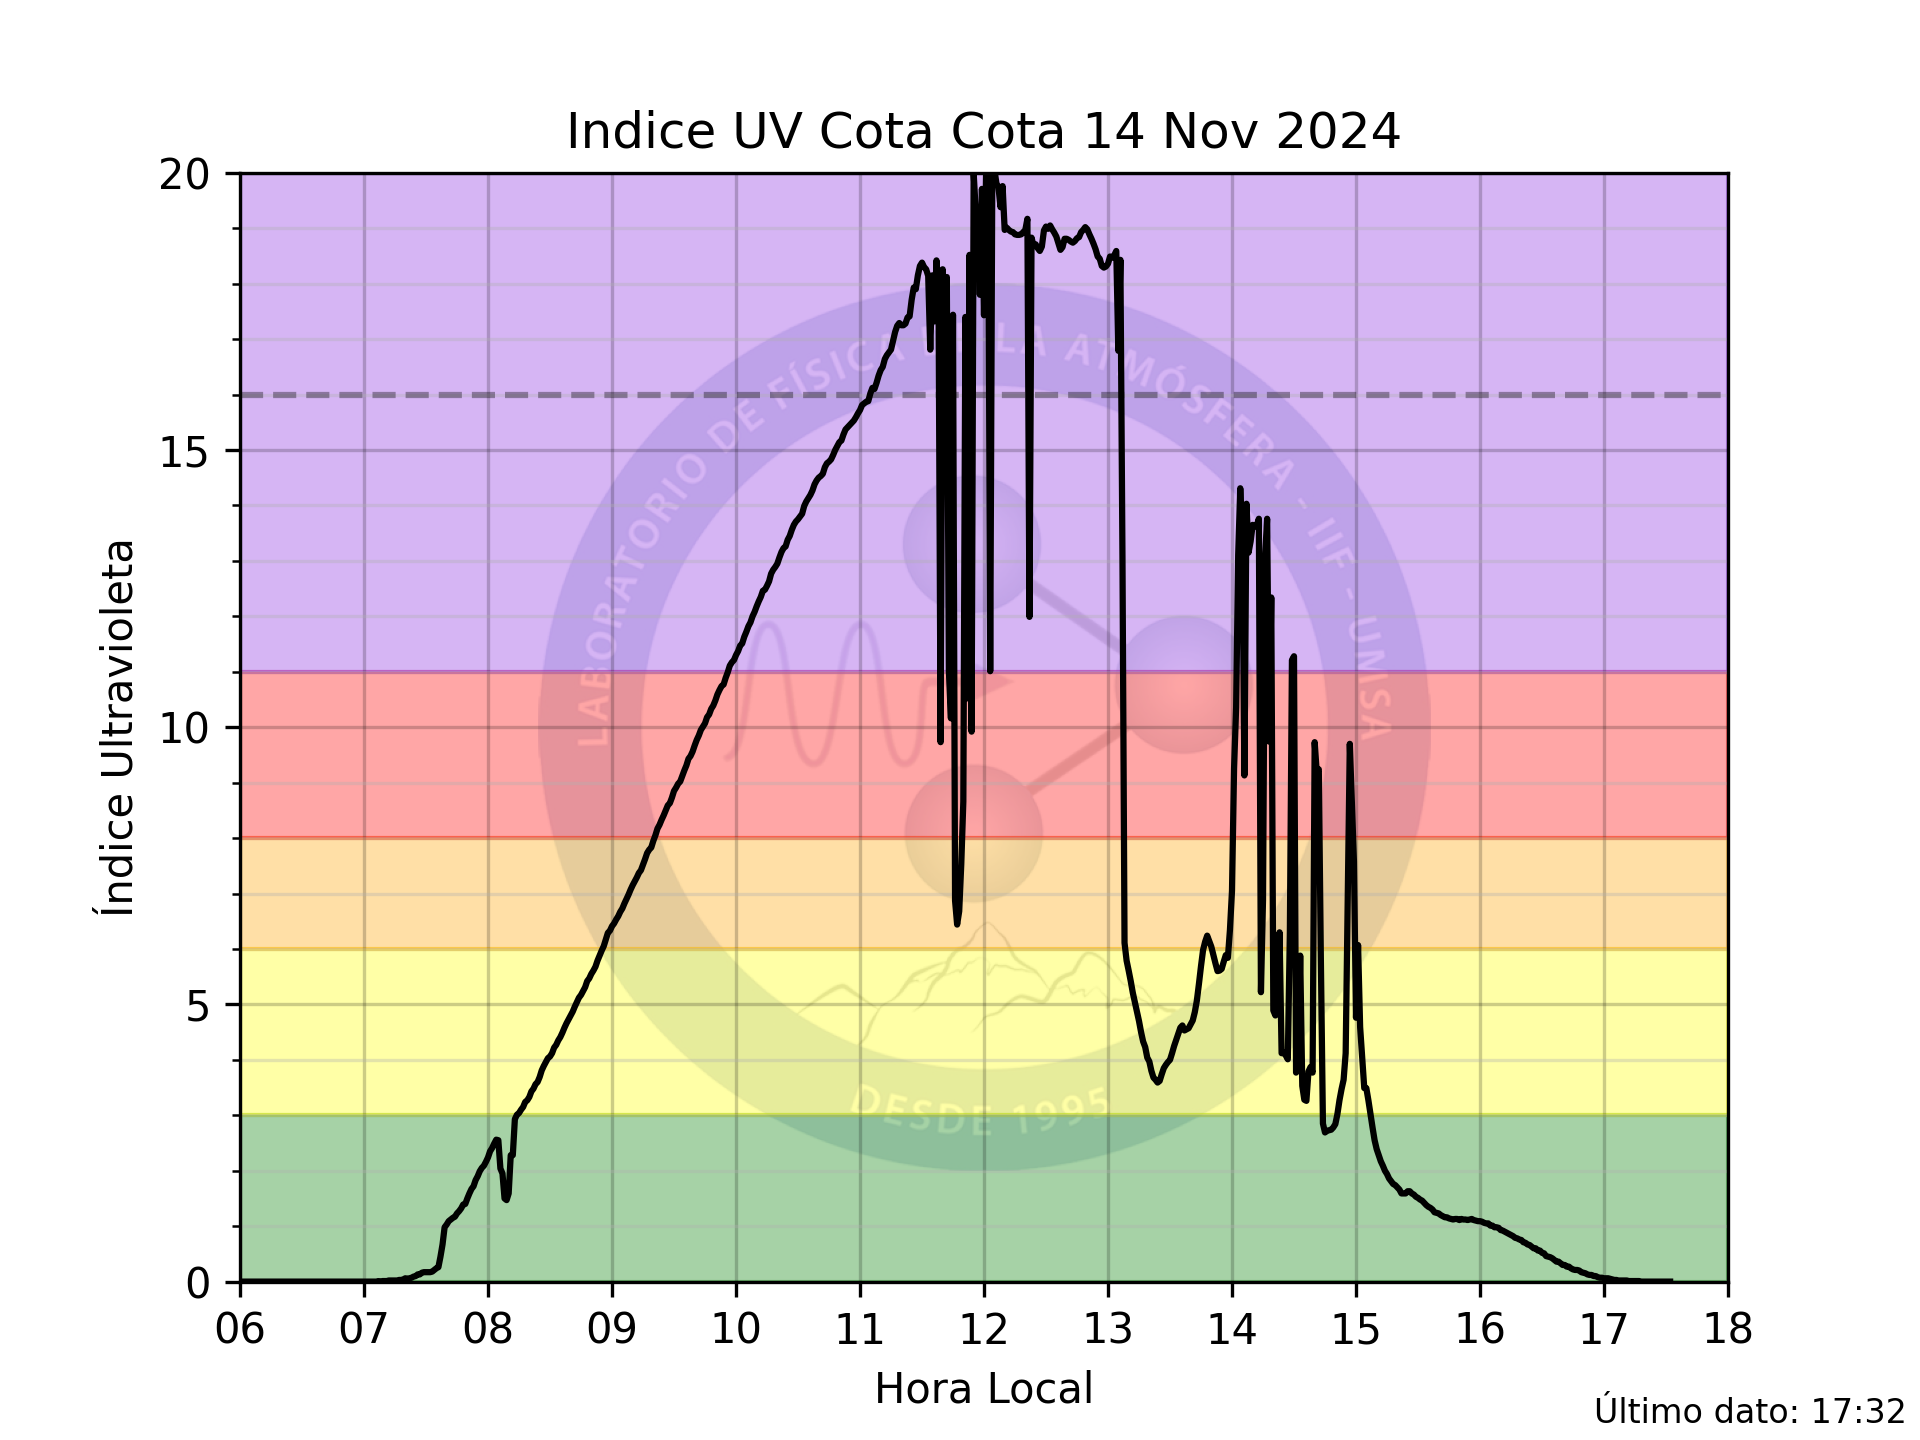 Indice UV Cota Cota 14 Nov 2024
20
15
10
5
0
Índice Ultravioleta
LABORATORIO DE FÍSICA DE LA ATMÓSFERA - IIF - UMSA
DESDE 1995
06 07 08 09 10 11 12 13 14 15 16 17 18
Hora Local
Último dato: 17:32